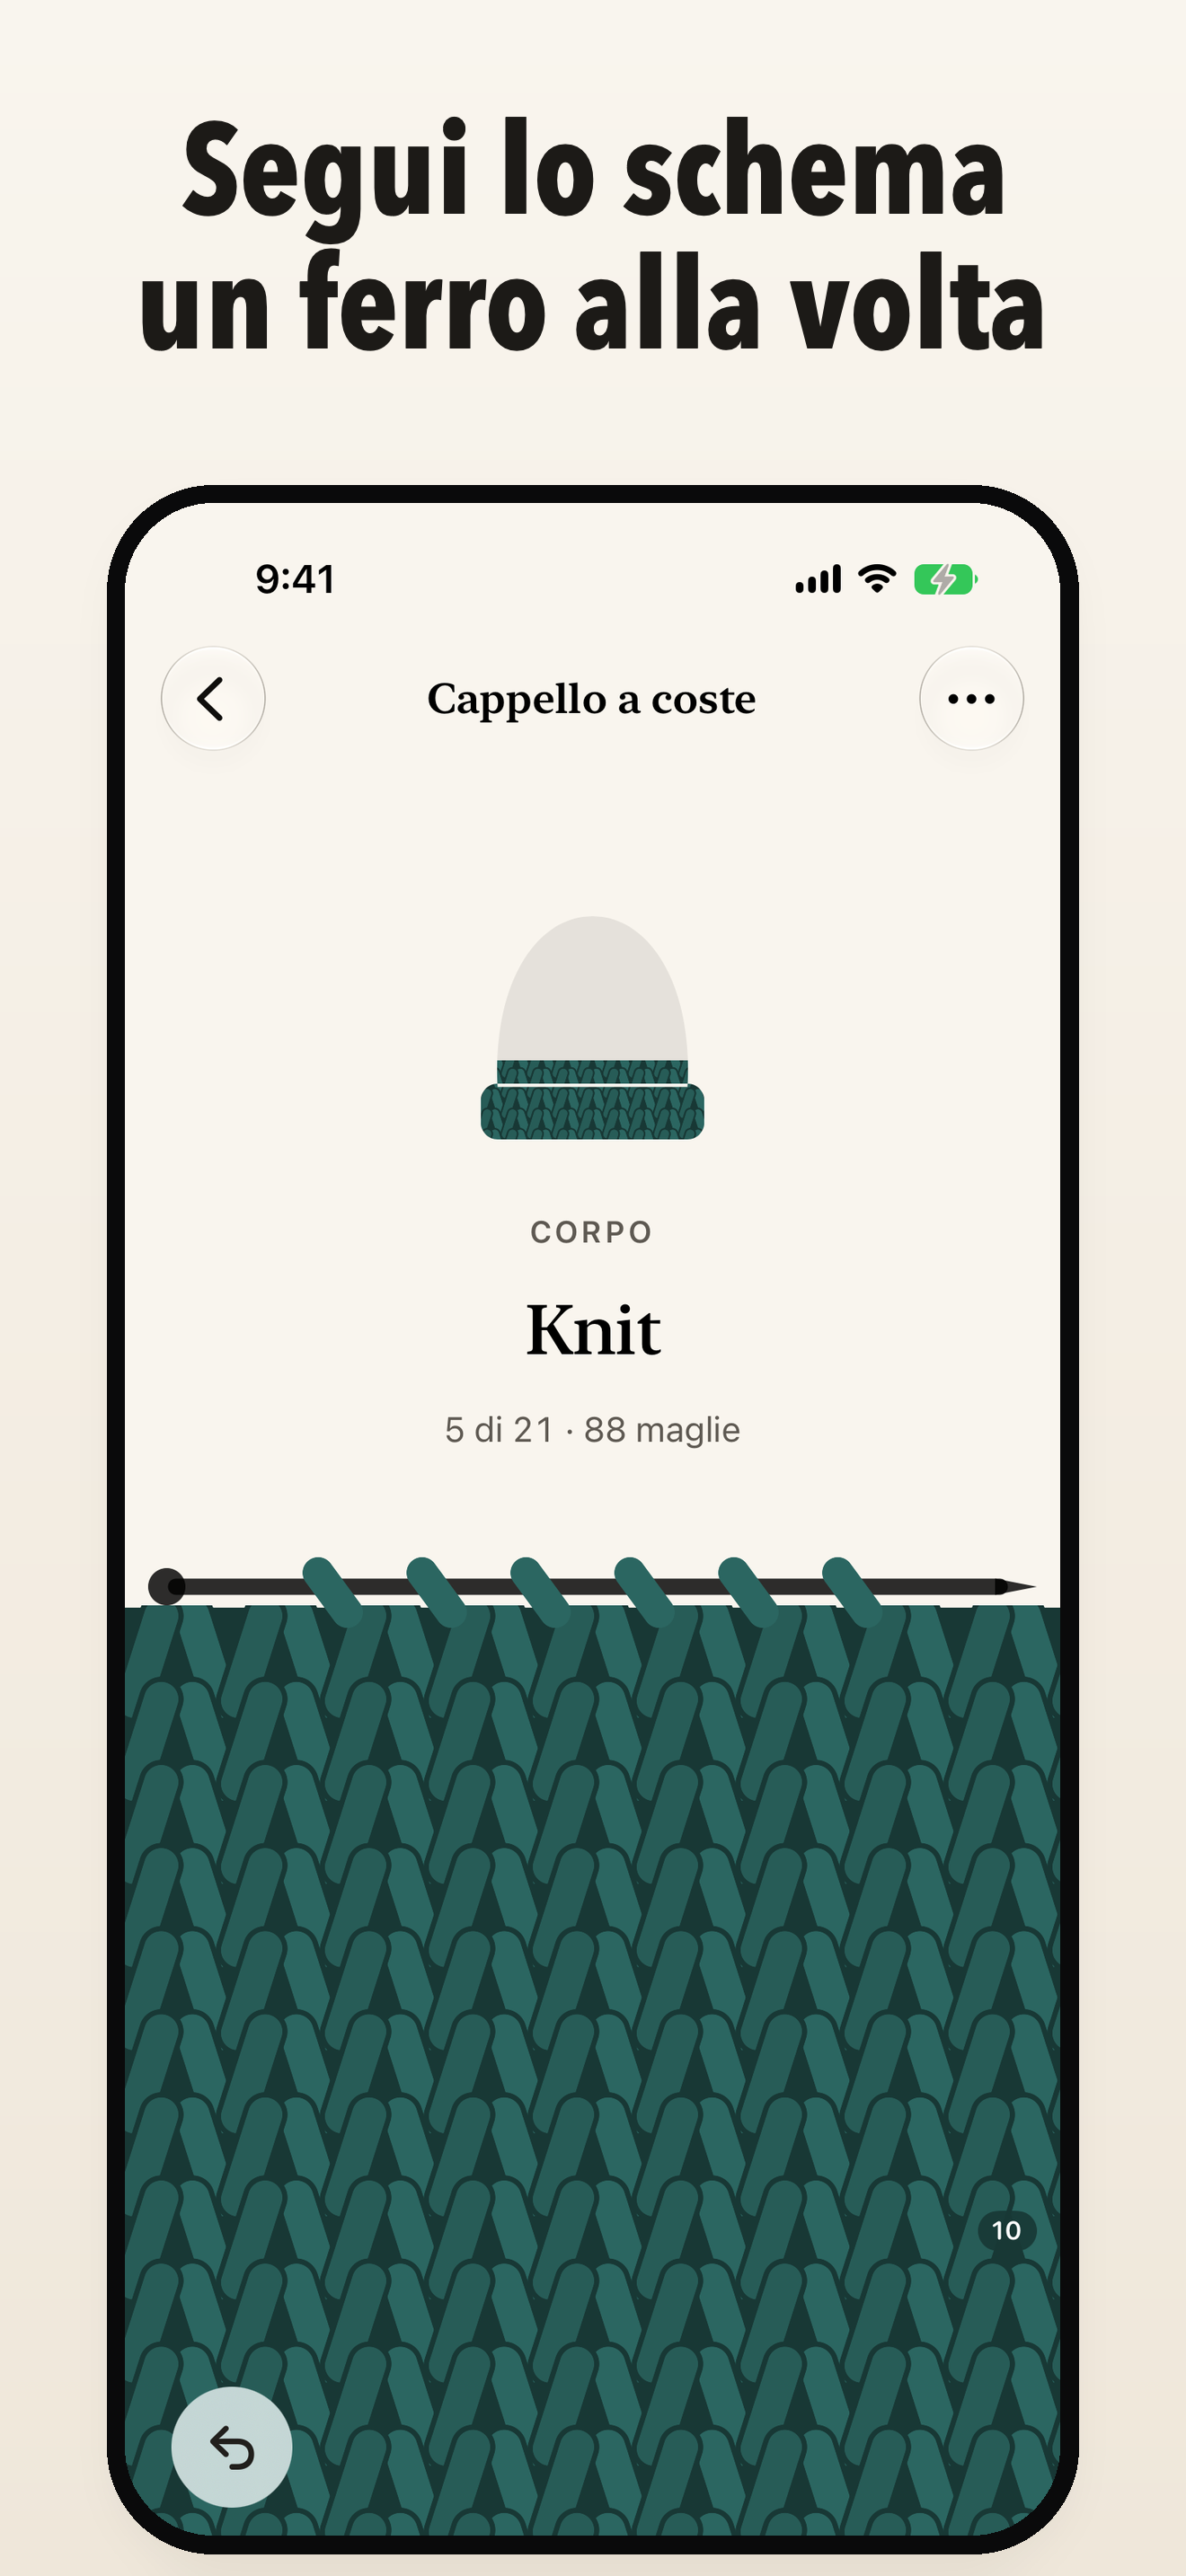 Segui lo schema
un ferro alla volta
9:41
Cappello a coste
CORPO
Knit
5 di 21 · 88 maglie
10